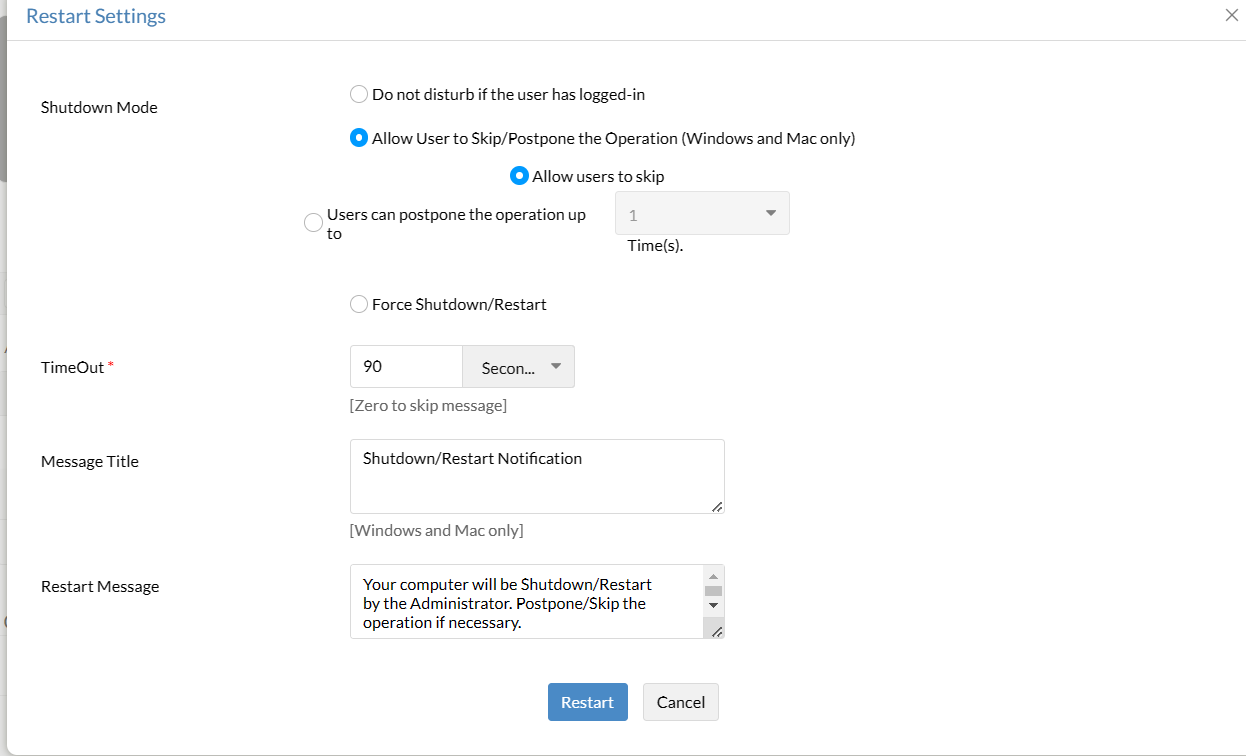 Restart Settings
Shutdown Mode
Do not disturb if the user has logged-in
Allow User to Skip/Postpone the Operation (Windows and Mac only)
Allow users to skip
Users can postpone the operation up
to
1
Time(s).
Force Shutdown/Restart
TimeOut *
90
Secon...
[Zero to skip message]
Message Title
Shutdown/Restart Notification
[Windows and Mac only]
Restart Message
Your computer will be Shutdown/Restart
by the Administrator. Postpone/Skip the
operation if necessary.
Restart
Cancel